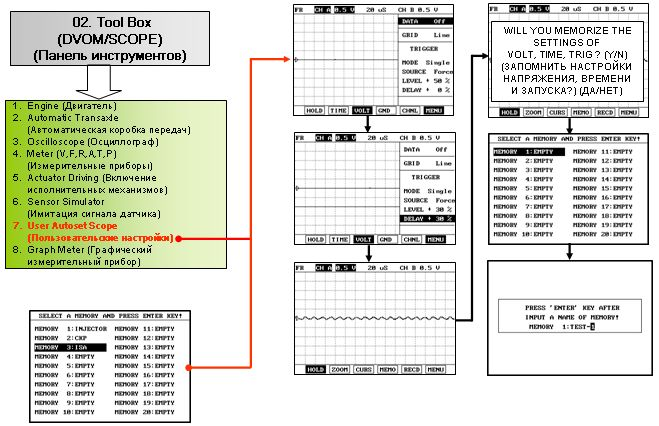 02. Tool Box
(DVOM/SCOPE)
(Панель инструментов)
1. Engine (Двигатель)
2. Automatic Transaxle
(Автоматическая коробка передач)
3. Oscilloscope (Осциллограф)
4. Meter (V,F,R,A,T,P)
(Измерительные приборы)
5. Actuator Driving (Включение
исполнительных механизмов)
6. Sensor Simulator
(Имитация сигнала датчика)
7. User Autoset Scope
(Пользовательские настройки)
8. Graph Meter (Графический
измерительный прибор)
SELECT A MEMORY AND PRESS ENTER KEY!
MEMORY 1:INJECTOR MEMORY 11:EMPTY
MEMORY 2:CKP MEMORY 12:EMPTY
MEMORY 3:ISA MEMORY 13:EMPTY
MEMORY 4:EMPTY MEMORY 14:EMPTY
MEMORY 5:EMPTY MEMORY 15:EMPTY
MEMORY 6:EMPTY MEMORY 16:EMPTY
MEMORY 7:EMPTY MEMORY 17:EMPTY
MEMORY 8:EMPTY MEMORY 18:EMPTY
MEMORY 9:EMPTY MEMORY 19:EMPTY
MEMORY 10:EMPTY MEMORY 20:EMPTY
FR CH A 0.5 V 20 uS
DATA Off
GRID Line
TRIGGER
MODE Single
SOURCE Force
LEVEL + 50 %
DELAY + 0 %
HOLD TIME VOLT GND CHNL MENU
FR CH A 0.5 V 20 uS CH B 0.5 V
DATA Off
GRID Line
TRIGGER
MODE Single
SOURCE Force
LEVEL + 30 %
DELAY + 30 %
HOLD TIME VOLT GND CHNL MENU
FR CH A 0.5 V 20 uS CH B 0.5 V
HOLD ZOOM CURS MEMO RECD MENU
FR CH A 0.5 V 20 uS CH B 0.5 V
WILL YOU MEMORIZE THE
SETTINGS OF
VOLT, TIME, TRIG ? (Y/N)
(ЗАПОМНИТЬ НАСТРОЙКИ
НАПРЯЖЕНИЯ, ВРЕМЕНИ
И ЗАПУСКА?) (ДА/НЕТ)
HOLD ZOOM CURS MEMO RECD MENU
SELECT A MEMORY AND PRESS ENTER KEY!
MEMORY 1:EMPTY MEMORY 11:EMPTY
MEMORY 2:EMPTY MEMORY 12:EMPTY
MEMORY 3:EMPTY MEMORY 13:EMPTY
MEMORY 4:EMPTY MEMORY 14:EMPTY
MEMORY 5:EMPTY MEMORY 15:EMPTY
MEMORY 6:EMPTY MEMORY 16:EMPTY
MEMORY 7:EMPTY MEMORY 17:EMPTY
MEMORY 8:EMPTY MEMORY 18:EMPTY
MEMORY 9:EMPTY MEMORY 19:EMPTY
MEMORY 10:EMPTY MEMORY 20:EMPTY
PRESS 'ENTER' KEY AFTER
INPUT A NAME OF MEMORY!
MEMORY 1:TEST-1